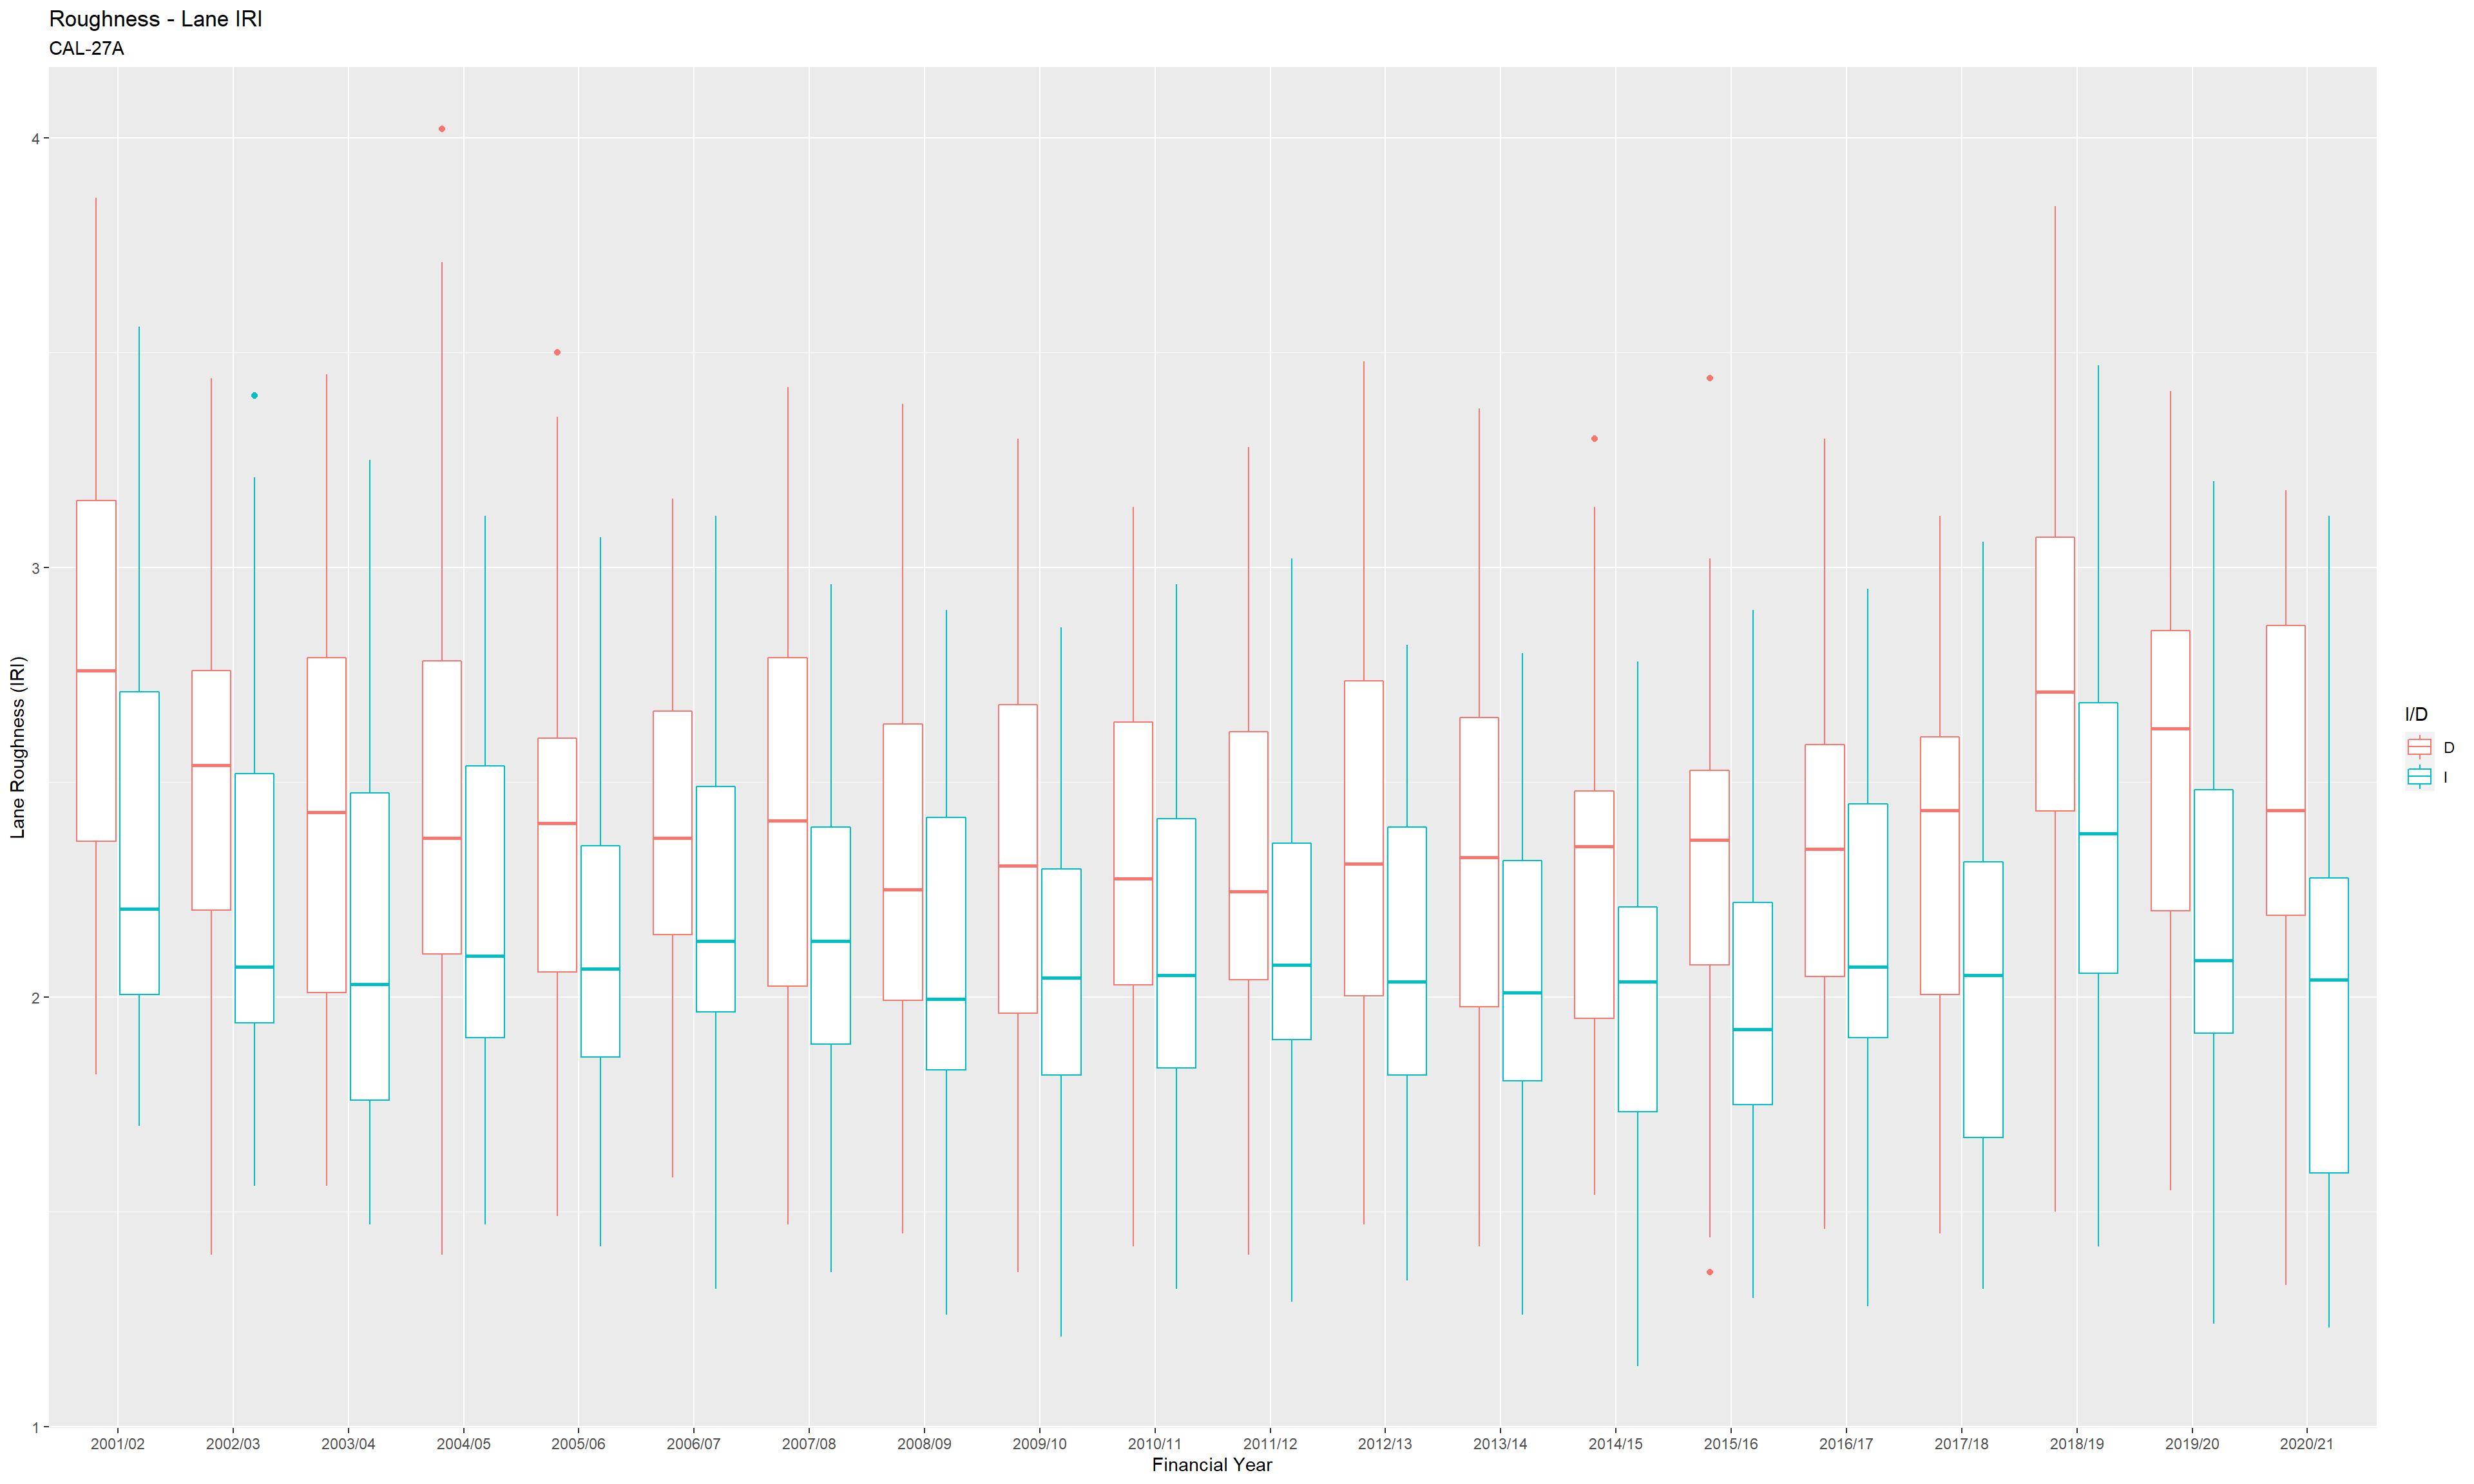 Roughness - Lane IRI
CAL-27A
Lane Roughness (IRI)
4
3
2
1
2001/02 2002/03 2003/04 2004/05 2005/06 2006/07 2007/08 2008/09 2009/10 2010/11 2011/12 2012/13 2013/14 2014/15 2015/16 2016/17 2017/18 2018/19 2019/20 2020/21
Financial Year
I/D
D
I